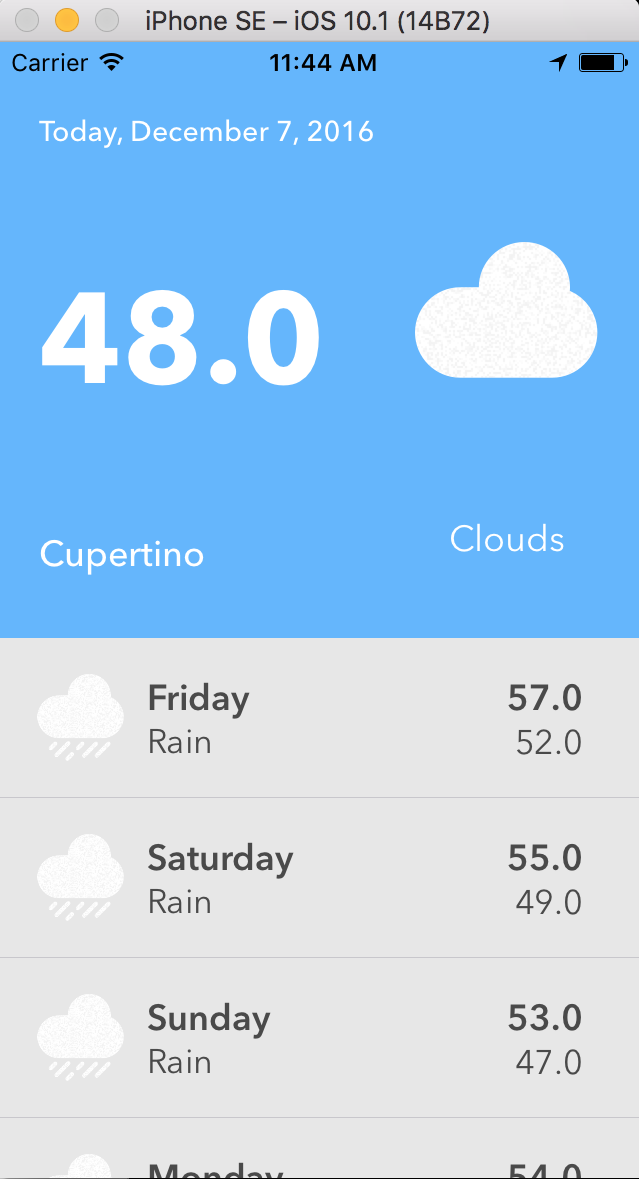 iPhone SE – iOS 10.1 (14B72)
Carrier 11:44 AM
Today, December 7, 2016
48.0
Cupertino
Clouds
Friday 57.0
Rain 52.0
Saturday 55.0
Rain 49.0
Sunday 53.0
Rain 47.0
Monday 54.0